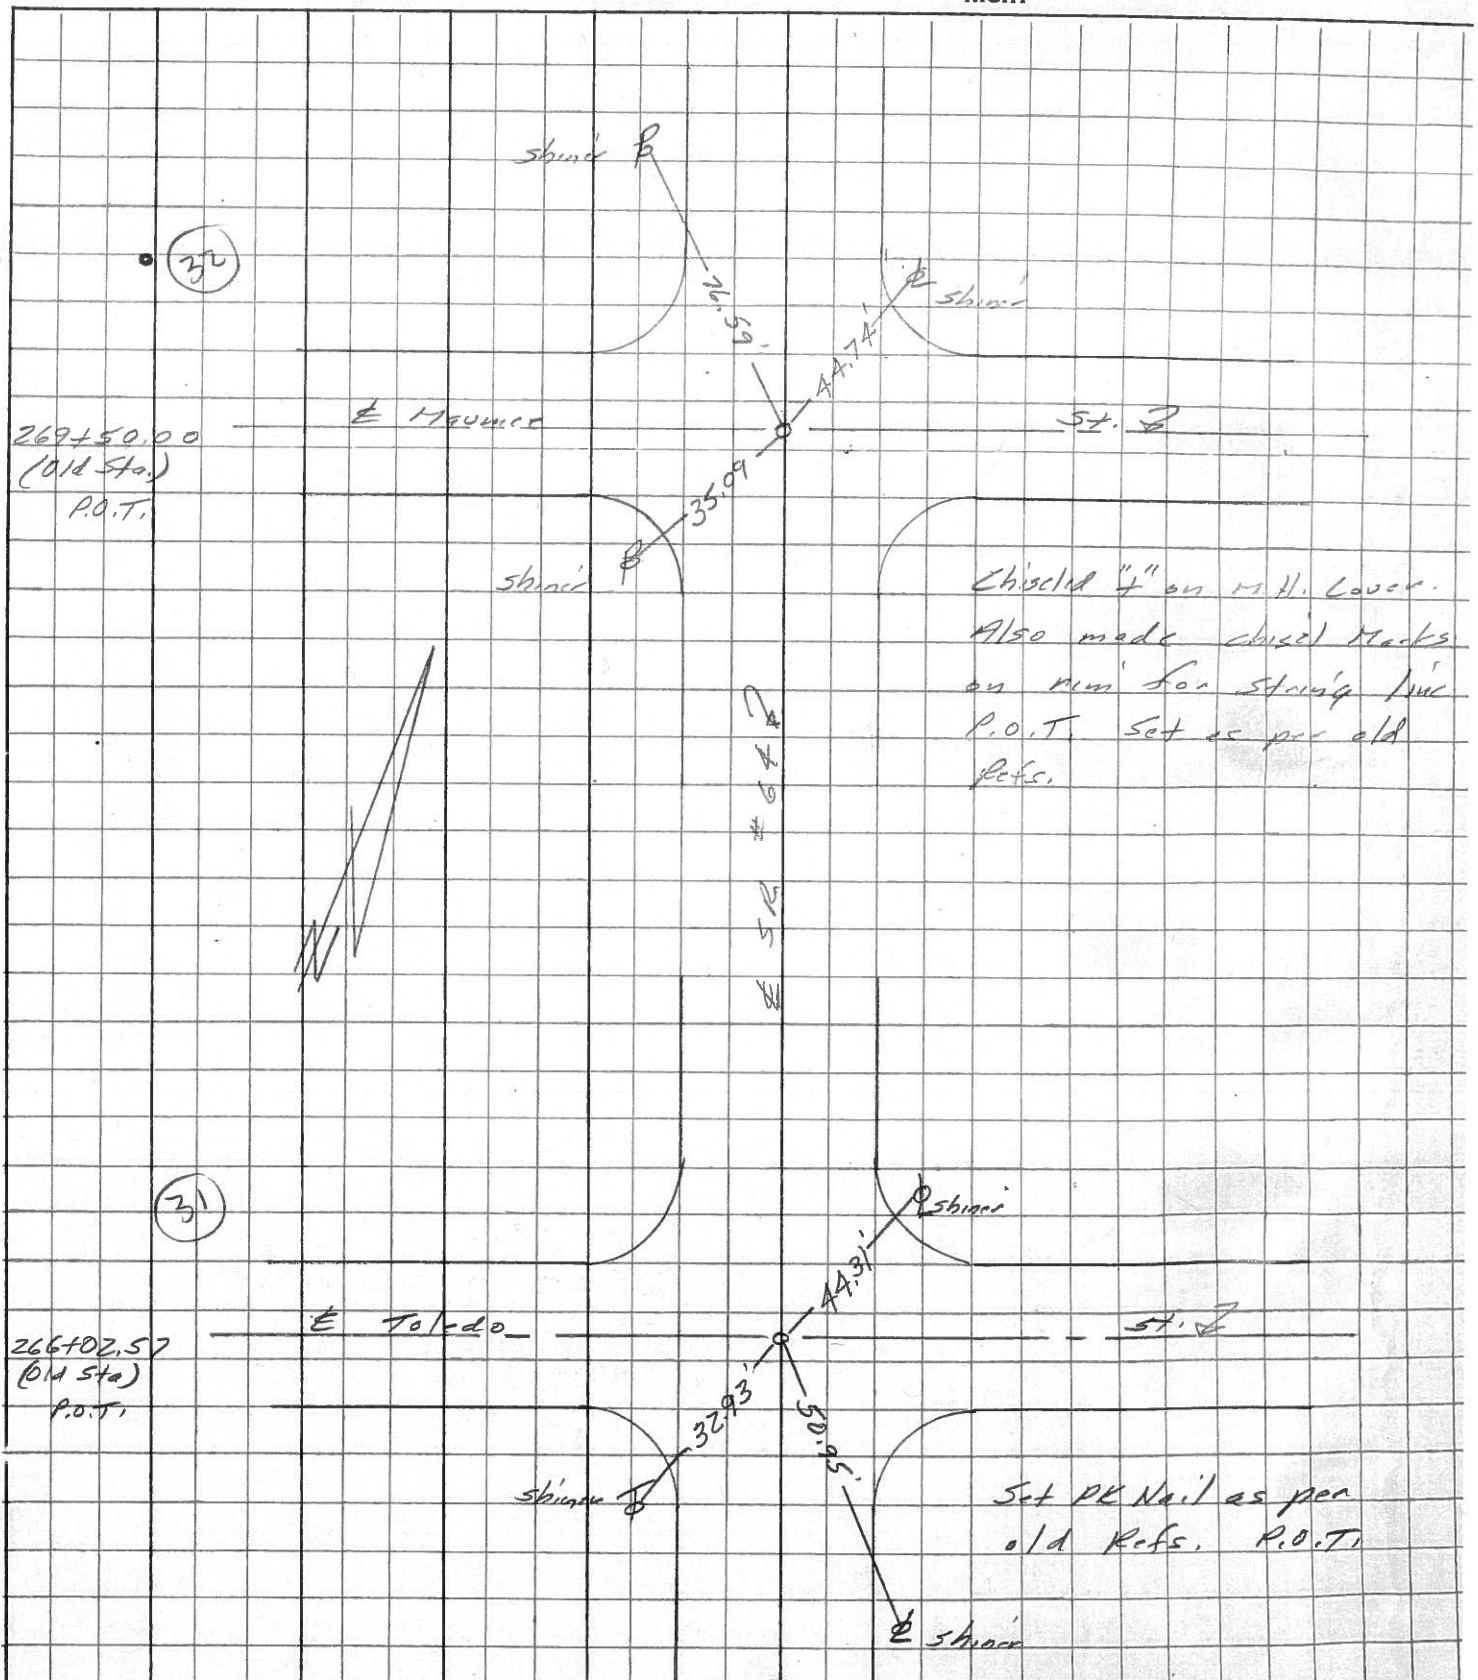 shiner
32
76.59'
shiner
44.74'
℄ Maumee St.
269+50.00
(Old Sta.)
P.O.T.
35.09
shiner
Chiseled "+" on M.H. Cover.
Also made chisel Marks
on rim for string line
P.O.T. Set as per old
Refs.
℄ SR #64
N
31
shiner
44.31'
℄ Toledo St.
266+02.57
(Old Sta)
P.O.T.
32.93'
50.95'
shiner
Set PK Nail as per
old Refs. P.O.T.
shiner